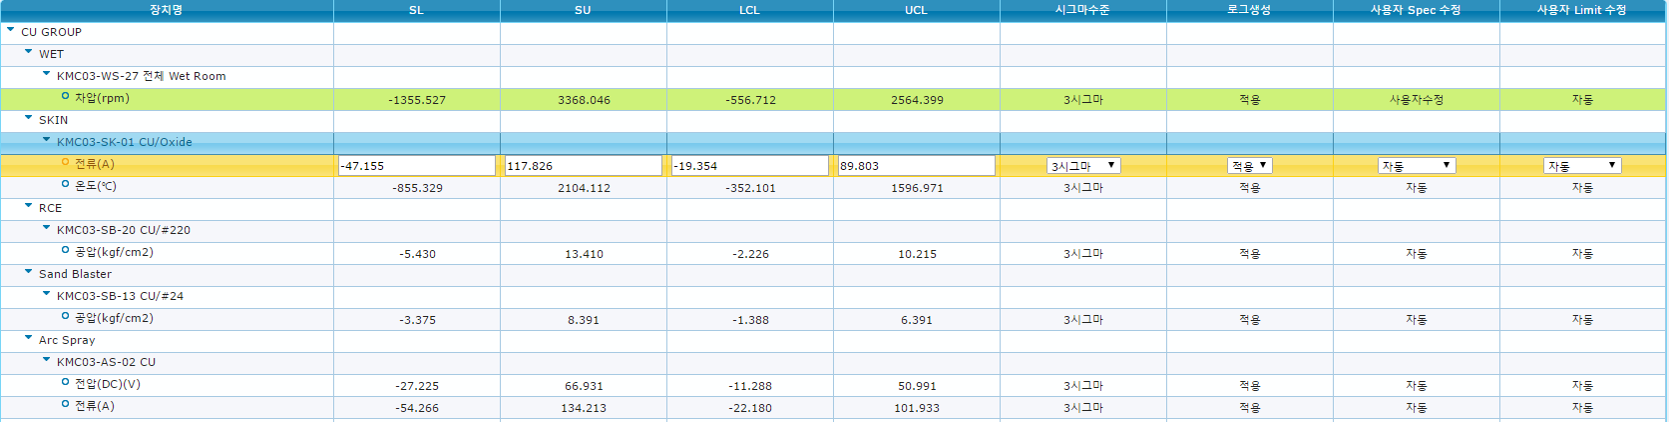 장치명 SL SU LCL UCL 시그마수준 로그생성 사용자 Spec 수정 사용자 Limit 수정
CU GROUP
WET
KMC03-WS-27 전체 Wet Room
차압(rpm) -1355.527 3368.046 -556.712 2564.399 3시그마 적용 사용자수정 자동
SKIN
KMC03-SK-01 CU/Oxide
전류(A) -47.155 117.826 -19.354 89.803 3시그마 적용 자동 자동
온도(℃) -855.329 2104.112 -352.101 1596.971 3시그마 적용 자동 자동
RCE
KMC03-SB-20 CU/#220
공압(kgf/cm2) -5.430 13.410 -2.226 10.215 3시그마 적용 자동 자동
Sand Blaster
KMC03-SB-13 CU/#24
공압(kgf/cm2) -3.375 8.391 -1.388 6.391 3시그마 적용 자동 자동
Arc Spray
KMC03-AS-02 CU
전압(DC)(V) -27.225 66.931 -11.288 50.991 3시그마 적용 자동 자동
전류(A) -54.266 134.213 -22.180 101.933 3시그마 적용 자동 자동